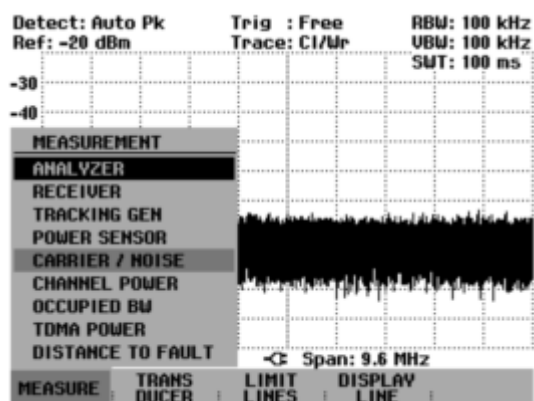 Detect: Auto Pk Trig : Free RBW: 100 kHz
Ref: -20 dBm Trace: Cl/Wr VBW: 100 kHz
SWT: 100 ms
-30
-40
MEASUREMENT
ANALYZER
RECEIVER
TRACKING GEN
POWER SENSOR
CARRIER / NOISE
CHANNEL POWER
OCCUPIED BW
TDMA POWER
DISTANCE TO FAULT
Span: 9.6 MHz
MEASURE TRANS DUCER LIMIT LINES DISPLAY LINE